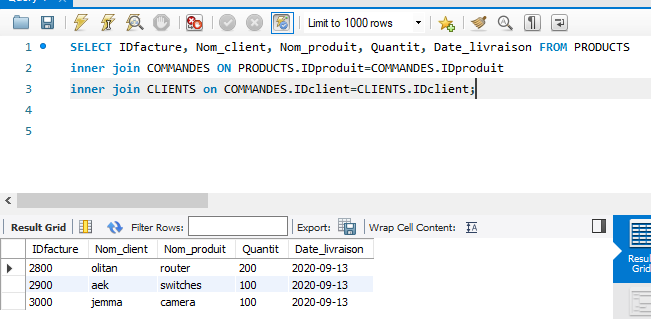 Limit to 1000 rows
1 SELECT IDfacture, Nom_client, Nom_produit, Quantit, Date_livraison FROM PRODUCTS
2 inner join COMMANDES ON PRODUCTS.IDproduit=COMMANDES.IDproduit
3 inner join CLIENTS on COMMANDES.IDclient=CLIENTS.IDclient;
4
5
Result Grid Filter Rows: Export: Wrap Cell Content:
IDfacture Nom_client Nom_produit Quantit Date_livraison
2800 olitan router 200 2020-09-13
2900 aek switches 100 2020-09-13
3000 jemma camera 100 2020-09-13
Grid